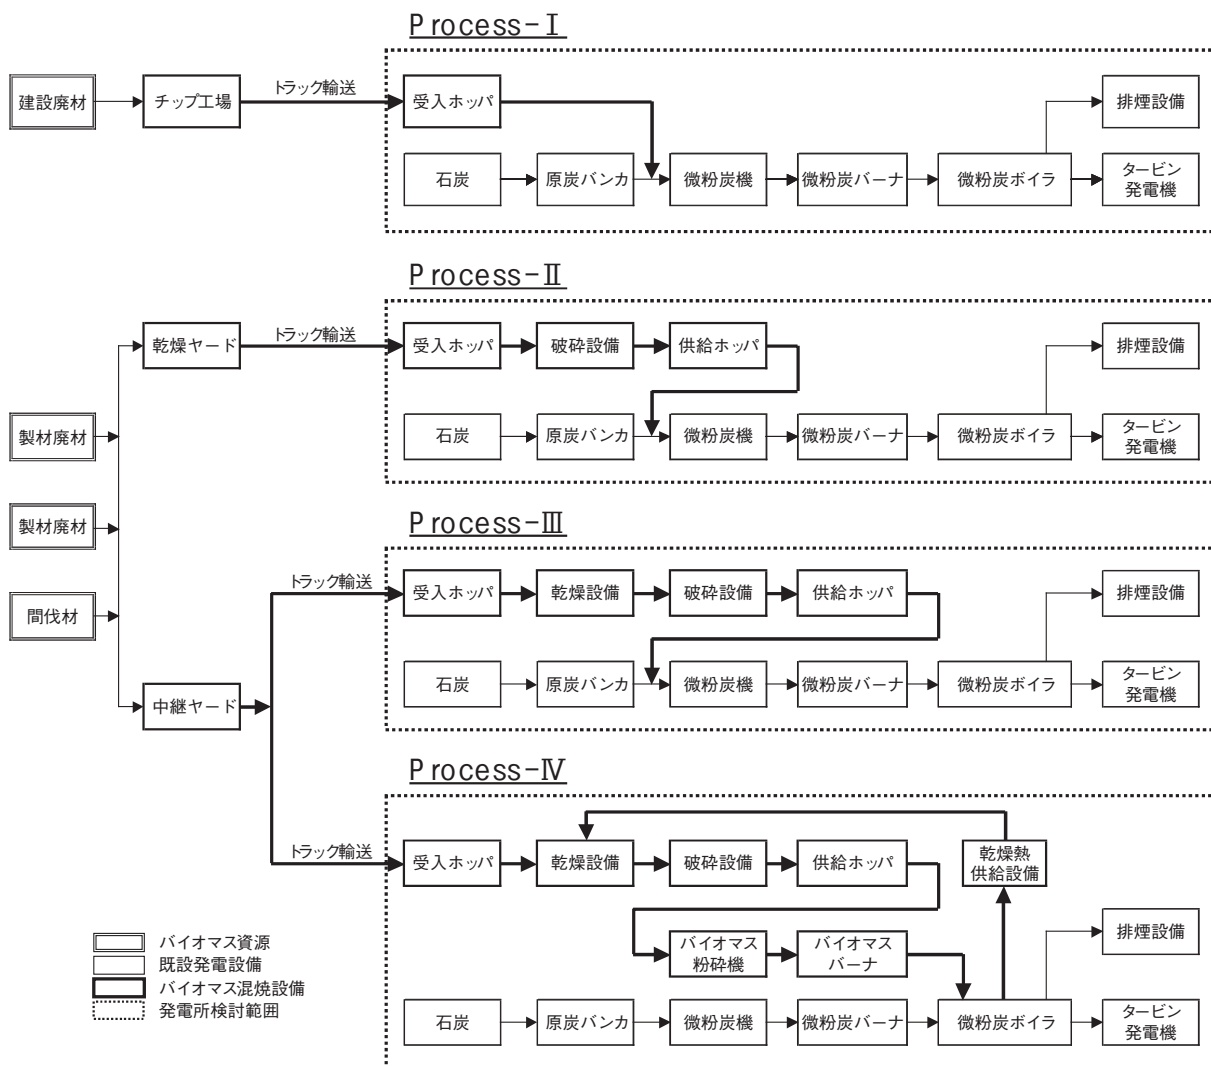 Process-Ⅰ
建設廃材
チップ工場
トラック輸送
受入ホッパ
排煙設備
石炭
原炭バンカ
微粉炭機
微粉炭バーナ
微粉炭ボイラ
タービン
発電機
Process-Ⅱ
乾燥ヤード
トラック輸送
受入ホッパ
破砕設備
供給ホッパ
排煙設備
製材廃材
石炭
原炭バンカ
微粉炭機
微粉炭バーナ
微粉炭ボイラ
タービン
発電機
製材廃材
Process-Ⅲ
トラック輸送
受入ホッパ
乾燥設備
破砕設備
供給ホッパ
排煙設備
間伐材
中継ヤード
石炭
原炭バンカ
微粉炭機
微粉炭バーナ
微粉炭ボイラ
タービン
発電機
Process-Ⅳ
トラック輸送
受入ホッパ
乾燥設備
破砕設備
供給ホッパ
乾燥熱
供給設備
バイオマス
粉砕機
バイオマス
バーナ
排煙設備
石炭
原炭バンカ
微粉炭機
微粉炭バーナ
微粉炭ボイラ
タービン
発電機
バイオマス資源
既設発電設備
バイオマス混焼設備
発電所検討範囲